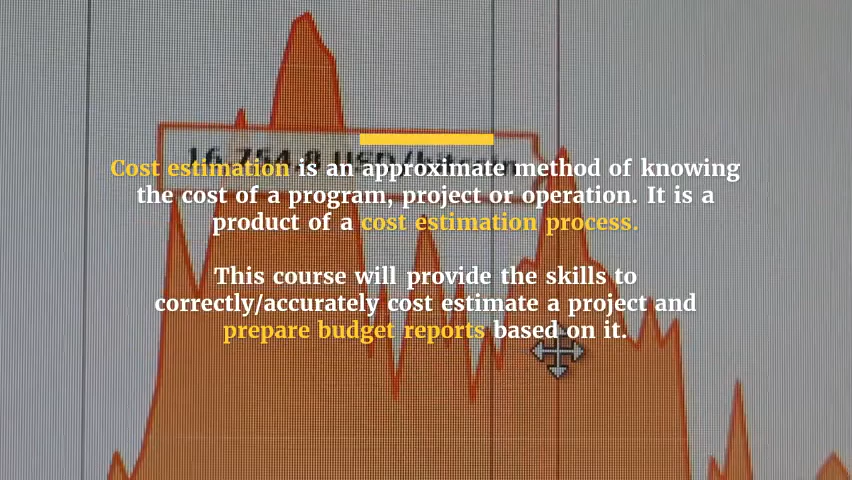 Cost estimation is an approximate method of knowing
the cost of a program, project or operation. It is a
product of a cost estimation process.
This course will provide the skills to
correctly/accurately cost estimate a project and
prepare budget reports based on it.